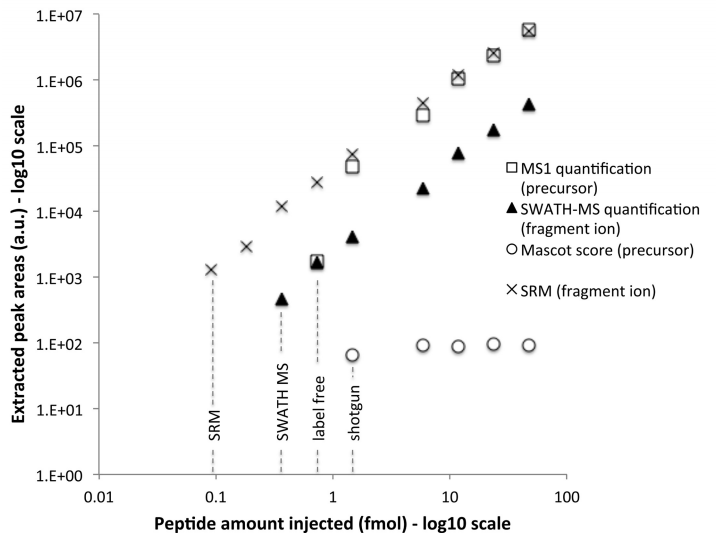 1.E+07
1.E+06
1.E+05
1.E+04
1.E+03
1.E+02
1.E+01
1.E+00
Extracted peak areas (a.u.) - log10 scale
MS1 quantification
(precursor)
SWATH-MS quantification
(fragment ion)
Mascot score (precursor)
SRM (fragment ion)
SRM
SWATH MS
label free
shotgun
0.01
0.1
1
10
100
Peptide amount injected (fmol) - log10 scale